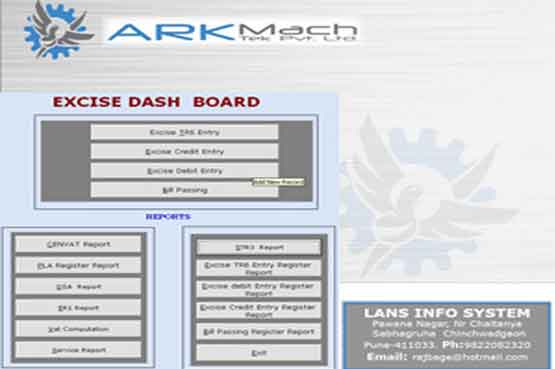 ARK Mach
Tek Pvt. Ltd.
EXCISE DASH BOARD
Excise TR6 Entry
Excise Credit Entry
Excise Debit Entry
Add New Record
Bill Passing
REPORTS
CENVAT Report
PLA Register Report
Report
ER1 Report
Vat Computation
Service Report
STR3 Report
Excise TR6 Entry Register
Report
Excise debit Entry Register
Report
Excise Credit Entry Register
Report
Bill Passing Register Report
Exit
LANS INFO SYSTEM
Pawana Nagar, Nr Chaitanya
Sabhagruha Chinchwadgaon
Pune-411033. Ph:9822082320
Email: rajbage@hotmail.com